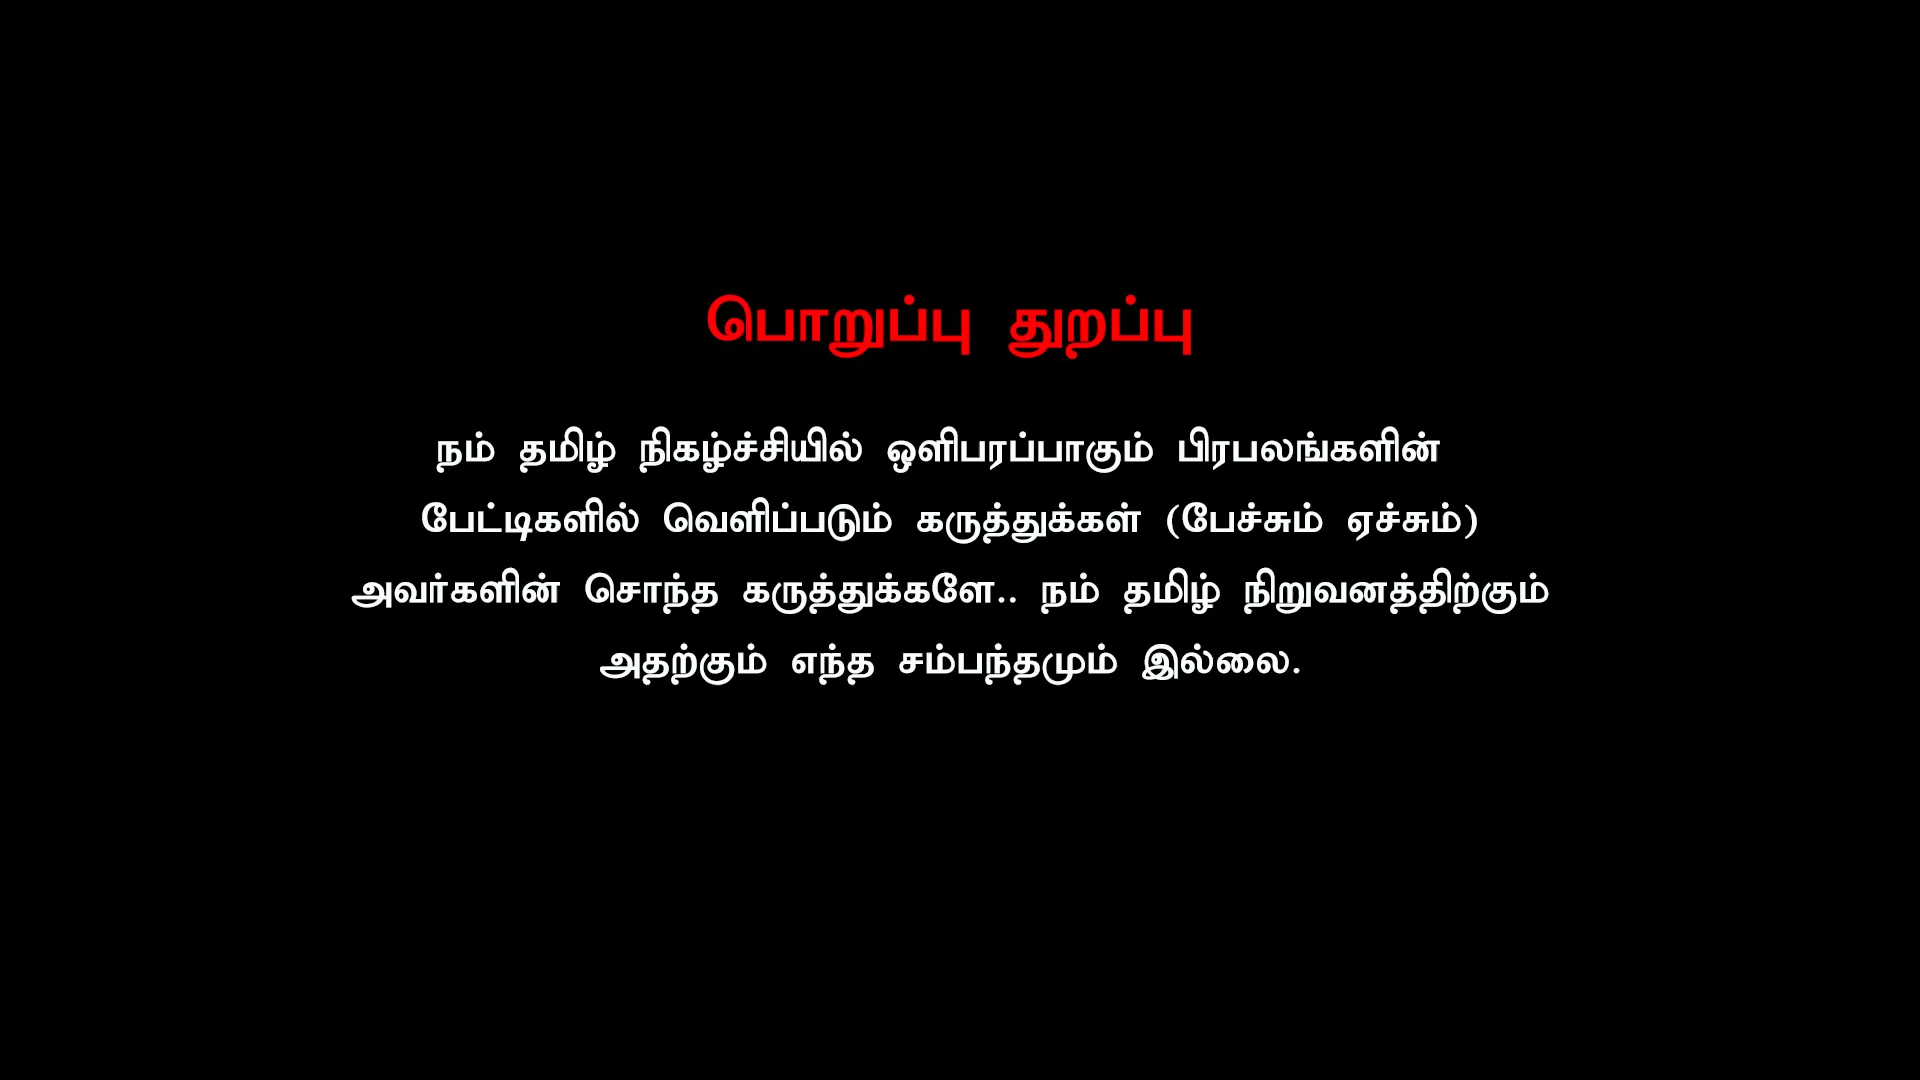 பொறுப்பு துறப்பு
நம் தமிழ் நிகழ்ச்சியில் ஒளிபரப்பாகும் பிரபலங்களின்
பேட்டிகளில் வெளிப்படும் கருத்துக்கள் (பேச்சும் ஏச்சும்)
அவர்களின் சொந்த கருத்துக்களே.. நம் தமிழ் நிறுவனத்திற்கும்
அதற்கும் எந்த சம்பந்தமும் இல்லை.